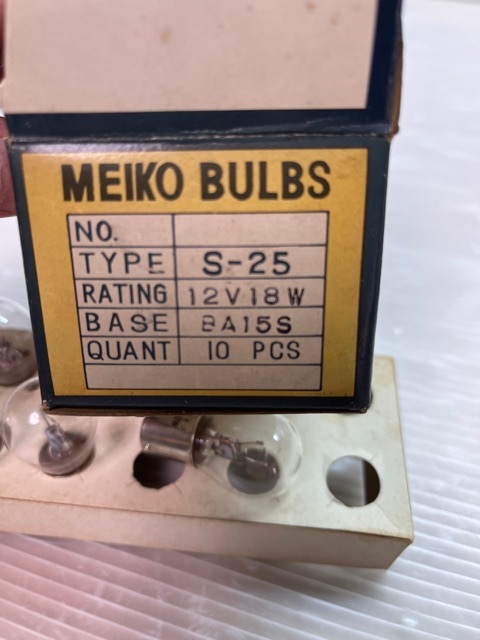 MEIKO BULBS
NO.
TYPE S-25
RATING 12V18W
BASE BA15S
QUANT 10 PCS